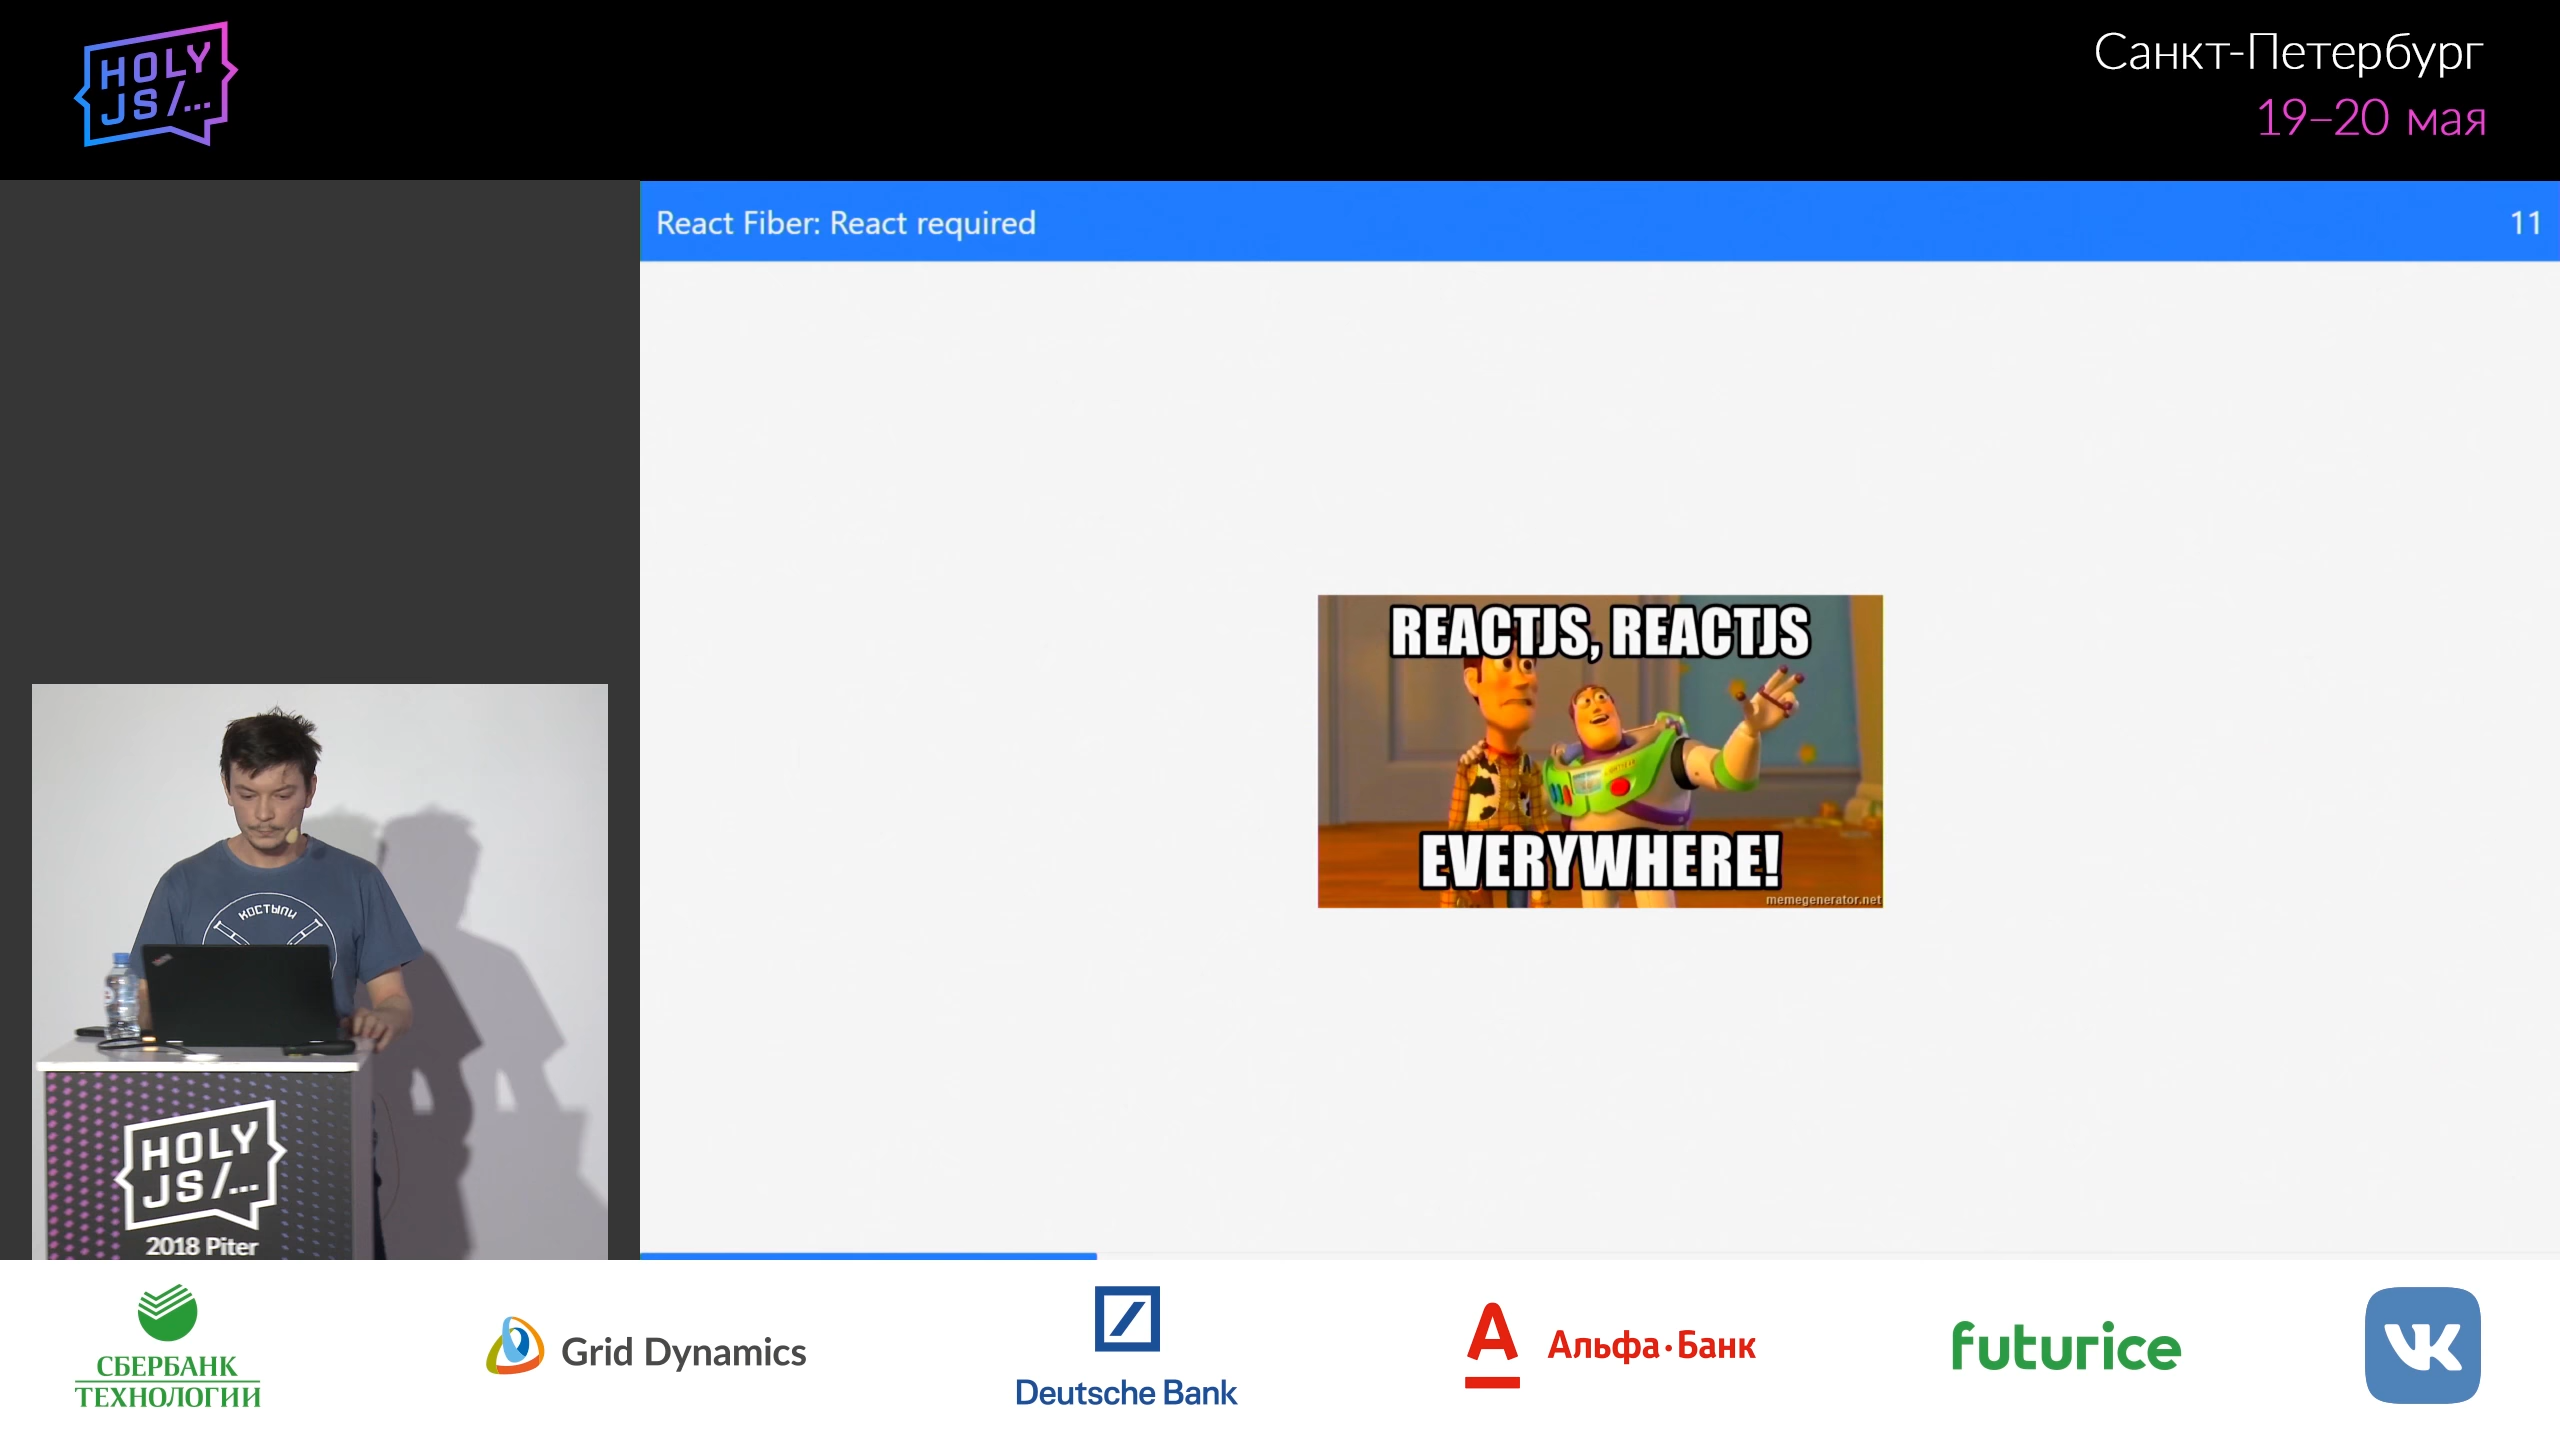 HOLY
JS/...
Санкт-Петербург
19–20 мая
React Fiber: React required
11
REACTJS, REACTJS
EVERYWHERE!
memegenerator.net
КОСТЫЛИ
HOLY
JS/...
2018 Piter
СБЕРБАНК
ТЕХНОЛОГИИ
Grid Dynamics
Deutsche Bank
А
Альфа·Банк
futurice
VK